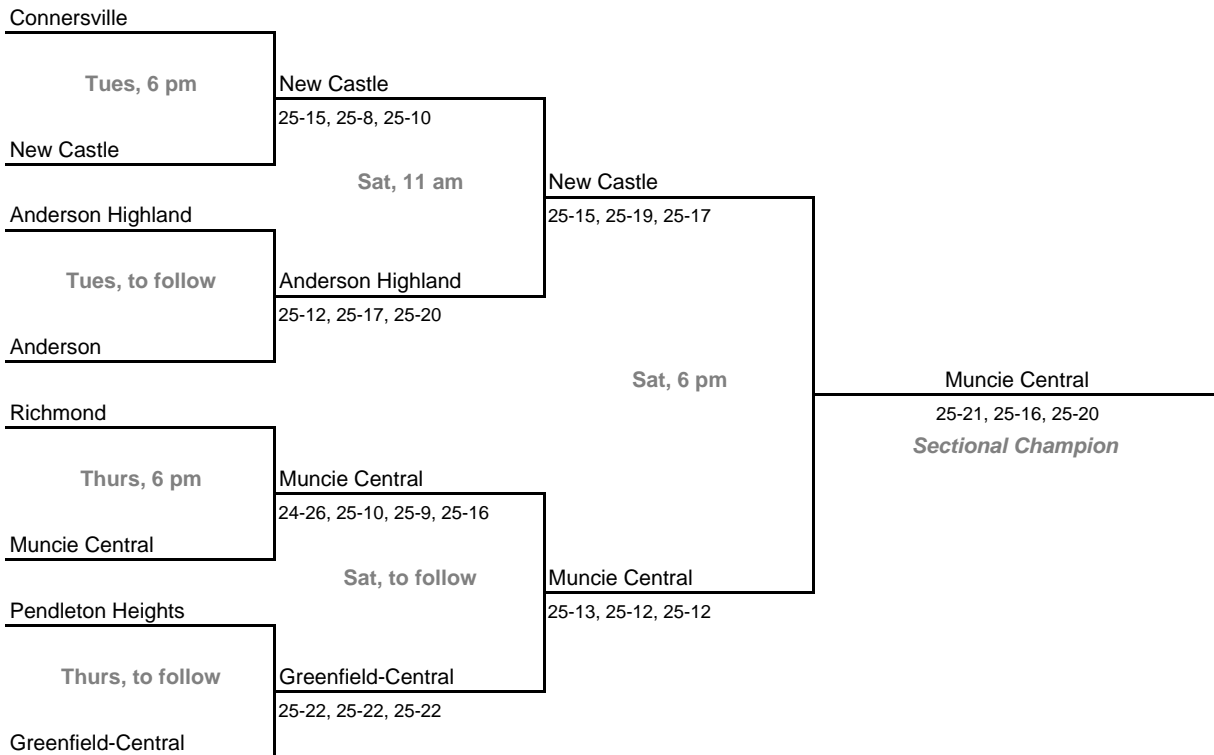 Connersville
Tues, 6 pm
New Castle
25-15, 25-8, 25-10
New Castle
Sat, 11 am
New Castle
25-15, 25-19, 25-17
Anderson Highland
Tues, to follow
Anderson Highland
25-12, 25-17, 25-20
Anderson
Sat, 6 pm
Muncie Central
25-21, 25-16, 25-20
Sectional Champion
Richmond
Thurs, 6 pm
Muncie Central
24-26, 25-10, 25-9, 25-16
Muncie Central
Sat, to follow
Muncie Central
25-13, 25-12, 25-12
Pendleton Heights
Thurs, to follow
Greenfield-Central
25-22, 25-22, 25-22
Greenfield-Central